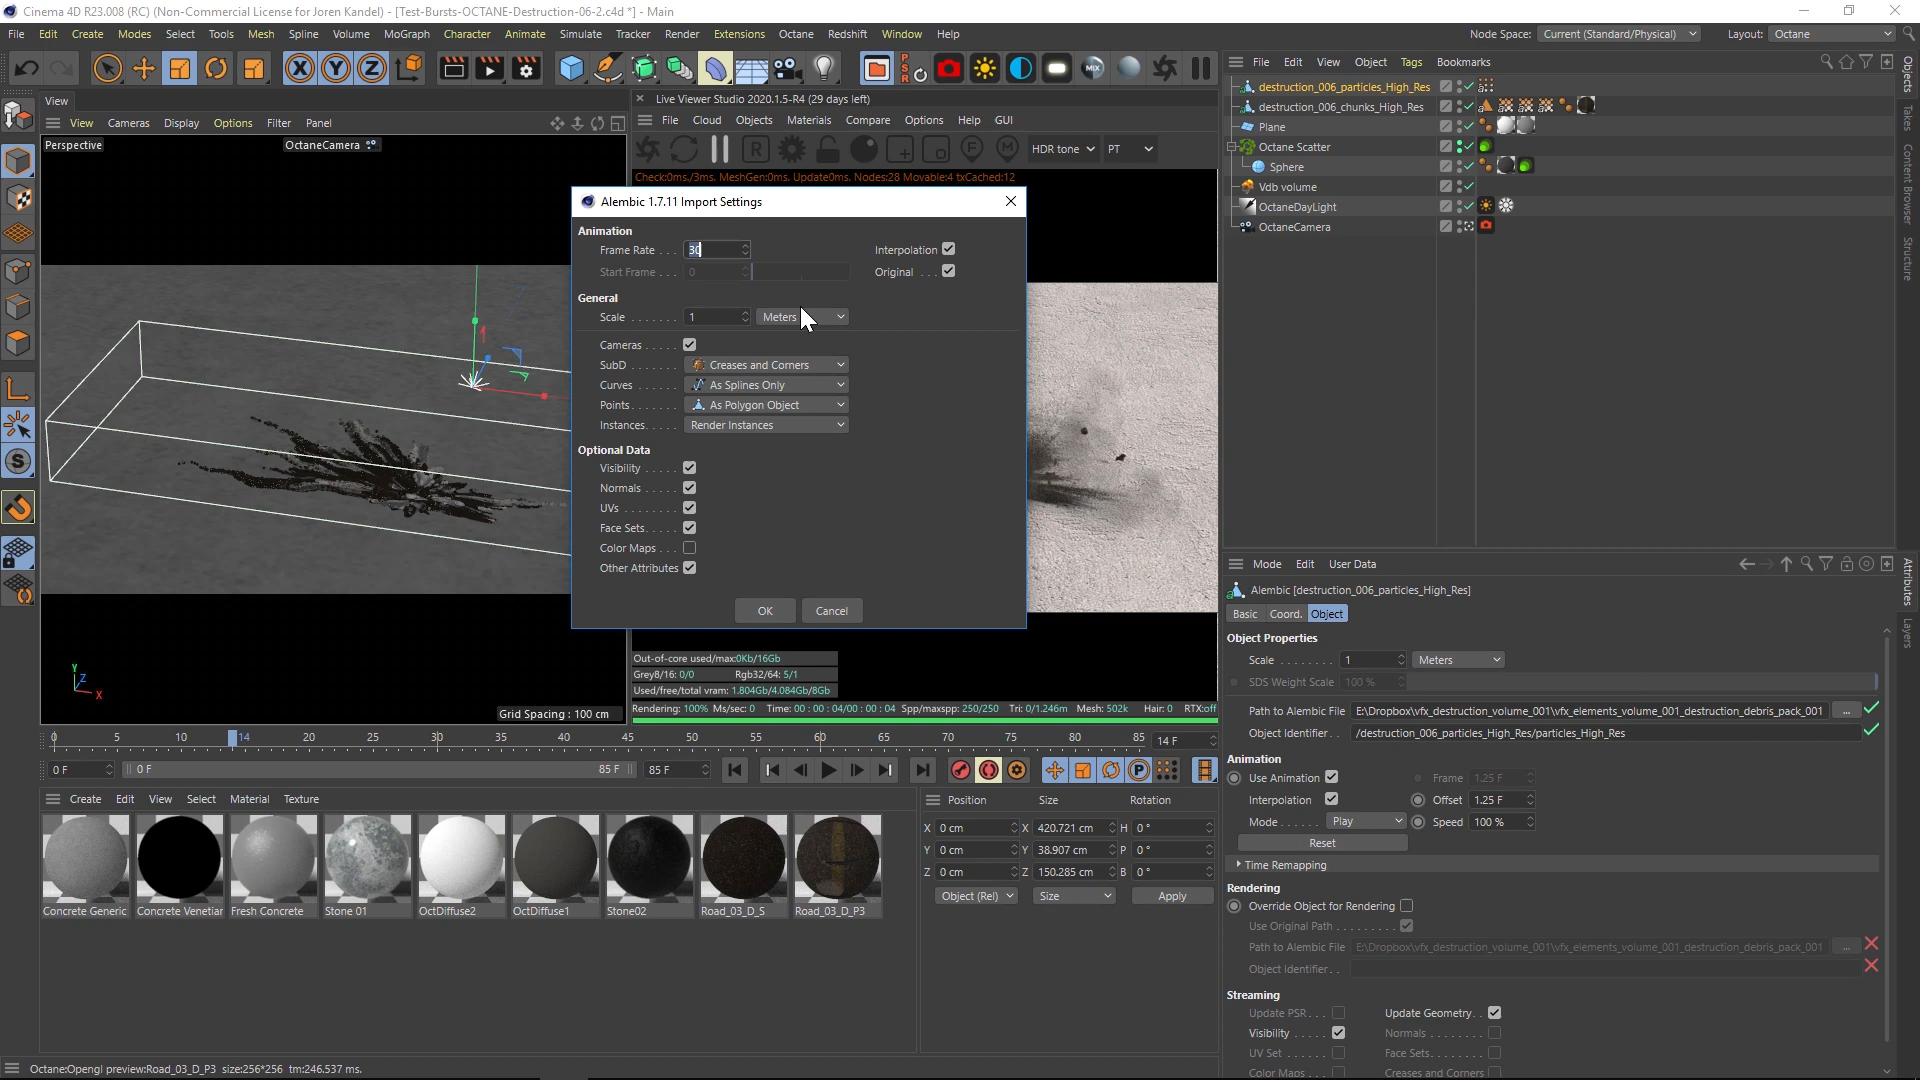 Cinema 4D R23.008 (RC) (Non-Commercial License for Joren Kandel) - [Test-Bursts-OCTANE-Destruction-06-2.c4d *] - Main
File Edit Create Modes Select Tools Mesh Spline Volume MoGraph Character Animate Simulate Tracker Render Extensions Octane Redshift Window Help
Node Space: Current (Standard/Physical) Layout: Octane
X Y Z PSR MIX
View
View Cameras Display Options Filter Panel
Perspective
OctaneCamera
Grid Spacing : 100 cm
Live Viewer Studio 2020.1.5-R4 (29 days left)
File Cloud Objects Materials Compare Options Help GUI
R F M HDR tone PT
Check:0ms./3ms. MeshGen:0ms. Update0ms. Nodes:28 Movable:4 txCached:12
Alembic 1.7.11 Import Settings
Animation
Frame Rate . . . 30 Interpolation
Start Frame . . . 0 Original . . .
General
Scale . . . . . . . 1 Meters
Cameras . . . . .
SubD . . . . . . . Creases and Corners
Curves . . . . . . As Splines Only
Points. . . . . . . As Polygon Object
Instances. . . . . Render Instances
Optional Data
Visibility . . . . .
Normals . . . . .
UVs . . . . . . . .
Face Sets. . . . .
Color Maps . . .
Other Attributes
OK Cancel
Out-of-core used/max:0Kb/16Gb
Grey8/16: 0/0 Rgb32/64: 5/1
Used/free/total vram: 1.804Gb/4.084Gb/8Gb
Rendering: 100% Ms/sec: 0 Time: 00 : 00 : 04/00 : 00 : 04 Spp/maxspp: 250/250 Tri: 0/1.246m Mesh: 502k Hair: 0 RTX:off
0 5 10 14 20 25 30 35 40 45 50 55 60 65 70 75 80 85 14 F
0 F 0 F 85 F 85 F
Create Edit View Select Material Texture
Concrete Generic Concrete Venetian Fresh Concrete Stone 01 OctDiffuse2 OctDiffuse1 Stone02 Road_03_D_S Road_03_D_P3
Position Size Rotation
X 0 cm X 420.721 cm H 0 °
Y 0 cm Y 38.907 cm P 0 °
Z 0 cm Z 150.285 cm B 0 °
Object (Rel) Size Apply
Octane:Opengl preview:Road_03_D_P3 size:256*256 tm:246.537 ms.
File Edit View Object Tags Bookmarks
destruction_006_particles_High_Res
destruction_006_chunks_High_Res
Plane
Octane Scatter
Sphere
Vdb volume
OctaneDayLight
OctaneCamera
Objects
Takes
Content Browser
Structure
Mode Edit User Data
Alembic [destruction_006_particles_High_Res]
Basic Coord. Object
Object Properties
Scale . . . . . . . . 1 Meters
SDS Weight Scale 100 %
Path to Alembic File E:\Dropbox\vfx_destruction_volume_001\vfx_elements_volume_001_destruction_debris_pack_001 ...
Object Identifier. . /destruction_006_particles_High_Res/particles_High_Res
Animation
Use Animation Frame 1.25 F
Interpolation Offset 1.25 F
Mode . . . . . . Play Speed 100 %
Reset
Time Remapping
Rendering
Override Object for Rendering
Use Original Path . . . . . . . . .
Path to Alembic File E:\Dropbox\vfx_destruction_volume_001\vfx_elements_volume_001_destruction_debris_pack_001 ...
Object Identifier. .
Streaming
Update PSR. . . Update Geometry. .
Visibility . . . . . Normals . . . . . . . .
UV Set . . . . . . Face Sets. . . . . . . .
Color Maps . . . Creases and Corners
Attributes
Layers